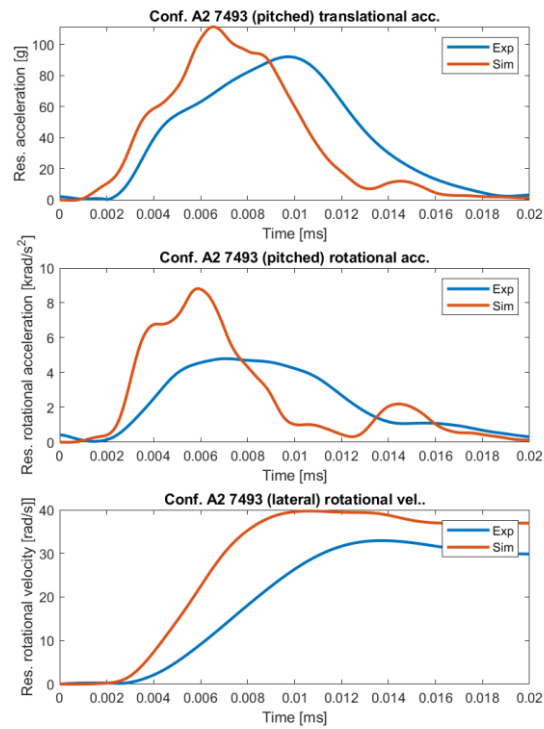 Conf. A2 7493 (pitched) translational acc.
Res. acceleration [g]
100
80
60
40
20
0
Exp
Sim
0 0.002 0.004 0.006 0.008 0.01 0.012 0.014 0.016 0.018 0.02
Time [ms]
Conf. A2 7493 (pitched) rotational acc.
Res. rotational acceleration [krad/s²]
10
8
6
4
2
0
Exp
Sim
0 0.002 0.004 0.006 0.008 0.01 0.012 0.014 0.016 0.018 0.02
Time [ms]
Conf. A2 7493 (lateral) rotational vel..
Res. rotational velocity [rad/s]]
40
30
20
10
0
Exp
Sim
0 0.002 0.004 0.006 0.008 0.01 0.012 0.014 0.016 0.018 0.02
Time [ms]